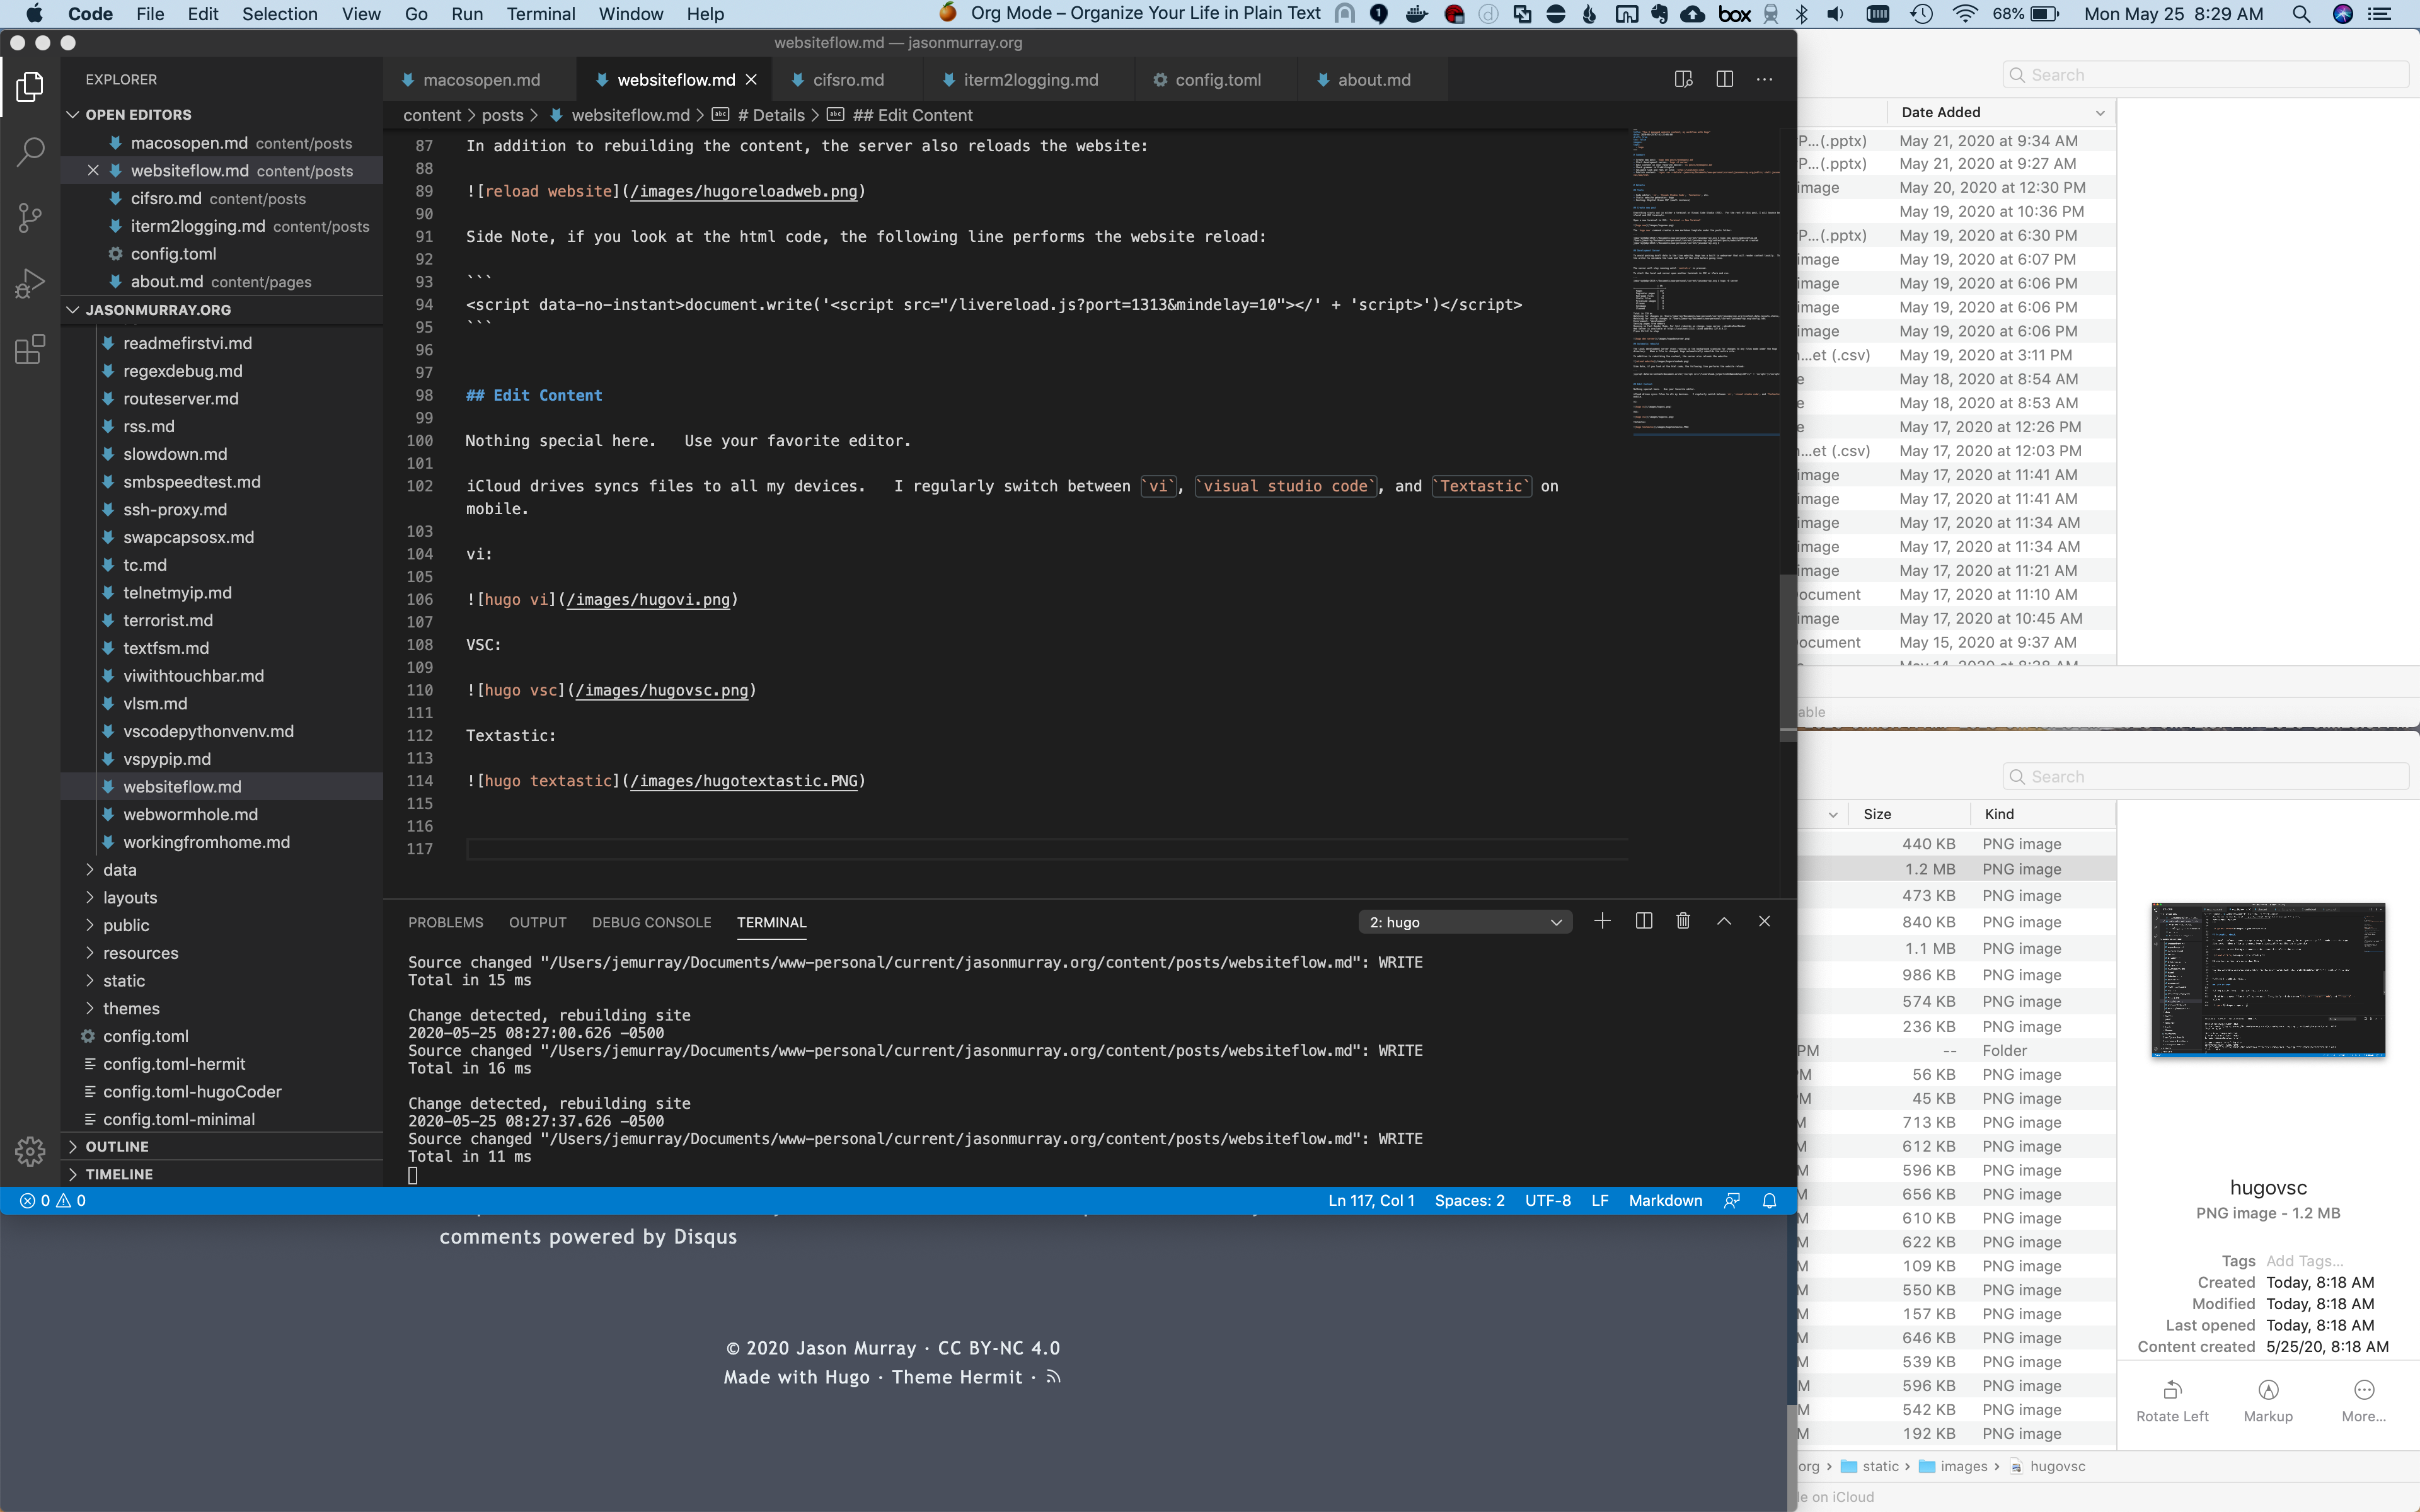 Code File Edit Selection View Go Run Terminal Window Help Org Mode – Organize Your Life in Plain Text box 68% Mon May 25 8:29 AM
websiteflow.md — jasonmurray.org
EXPLORER
OPEN EDITORS
macosopen.md content/posts
websiteflow.md content/posts
cifsro.md content/posts
iterm2logging.md content/posts
config.toml
about.md content/pages
JASONMURRAY.ORG
readmefirstvi.md
regexdebug.md
routeserver.md
rss.md
slowdown.md
smbspeedtest.md
ssh-proxy.md
swapcapsosx.md
tc.md
telnetmyip.md
terrorist.md
textfsm.md
viwithtouchbar.md
vlsm.md
vscodepythonvenv.md
vspypip.md
websiteflow.md
webwormhole.md
workingfromhome.md
data
layouts
public
resources
static
themes
config.toml
config.toml-hermit
config.toml-hugoCoder
config.toml-minimal
OUTLINE
TIMELINE
macosopen.md websiteflow.md cifsro.md iterm2logging.md config.toml about.md
content > posts > websiteflow.md > # Details > ## Edit Content
87 In addition to rebuilding the content, the server also reloads the website:
88
89 ![reload website](/images/hugoreloadweb.png)
90
91 Side Note, if you look at the html code, the following line performs the website reload:
92
93 ```
94 <script data-no-instant>document.write('<script src="/livereload.js?port=1313&mindelay=10"></' + 'script>')</script>
95 ```
96
97
98 ## Edit Content
99
100 Nothing special here.   Use your favorite editor.
101
102 iCloud drives syncs files to all my devices.   I regularly switch between `vi`, `visual studio code`, and `Textastic` on
mobile.
103
104 vi:
105
106 ![hugo vi](/images/hugovi.png)
107
108 VSC:
109
110 ![hugo vsc](/images/hugovsc.png)
111
112 Textastic:
113
114 ![hugo textastic](/images/hugotextastic.PNG)
115
116
117
PROBLEMS OUTPUT DEBUG CONSOLE TERMINAL 2: hugo
Source changed "/Users/jemurray/Documents/www-personal/current/jasonmurray.org/content/posts/websiteflow.md": WRITE
Total in 15 ms
Change detected, rebuilding site
2020-05-25 08:27:00.626 -0500
Source changed "/Users/jemurray/Documents/www-personal/current/jasonmurray.org/content/posts/websiteflow.md": WRITE
Total in 16 ms
Change detected, rebuilding site
2020-05-25 08:27:37.626 -0500
Source changed "/Users/jemurray/Documents/www-personal/current/jasonmurray.org/content/posts/websiteflow.md": WRITE
Total in 11 ms
0 0 Ln 117, Col 1 Spaces: 2 UTF-8 LF Markdown
comments powered by Disqus
© 2020 Jason Murray · CC BY-NC 4.0
Made with Hugo · Theme Hermit ·
Search
Date Added
P...(.pptx) May 21, 2020 at 9:34 AM
P...(.pptx) May 21, 2020 at 9:27 AM
image May 20, 2020 at 12:30 PM
May 19, 2020 at 10:36 PM
P...(.pptx) May 19, 2020 at 6:30 PM
image May 19, 2020 at 6:07 PM
image May 19, 2020 at 6:06 PM
image May 19, 2020 at 6:06 PM
image May 19, 2020 at 6:06 PM
...et (.csv) May 19, 2020 at 3:11 PM
e May 18, 2020 at 8:54 AM
e May 18, 2020 at 8:53 AM
e May 17, 2020 at 12:26 PM
...et (.csv) May 17, 2020 at 12:03 PM
image May 17, 2020 at 11:41 AM
image May 17, 2020 at 11:41 AM
image May 17, 2020 at 11:34 AM
image May 17, 2020 at 11:34 AM
image May 17, 2020 at 11:21 AM
ocument May 17, 2020 at 11:10 AM
image May 17, 2020 at 10:45 AM
ocument May 15, 2020 at 9:37 AM
May 14, 2020 at 8:38 AM
able
Search
Size Kind
440 KB PNG image
1.2 MB PNG image
473 KB PNG image
840 KB PNG image
1.1 MB PNG image
986 KB PNG image
574 KB PNG image
236 KB PNG image
PM -- Folder
M 56 KB PNG image
M 45 KB PNG image
713 KB PNG image
M 612 KB PNG image
M 596 KB PNG image
M 656 KB PNG image
M 610 KB PNG image
M 622 KB PNG image
M 109 KB PNG image
M 550 KB PNG image
M 157 KB PNG image
M 646 KB PNG image
M 539 KB PNG image
M 596 KB PNG image
M 542 KB PNG image
M 192 KB PNG image
hugovsc
PNG image - 1.2 MB
Tags Add Tags...
Created Today, 8:18 AM
Modified Today, 8:18 AM
Last opened Today, 8:18 AM
Content created 5/25/20, 8:18 AM
Rotate Left Markup More...
org > static > images > hugovsc
le on iCloud